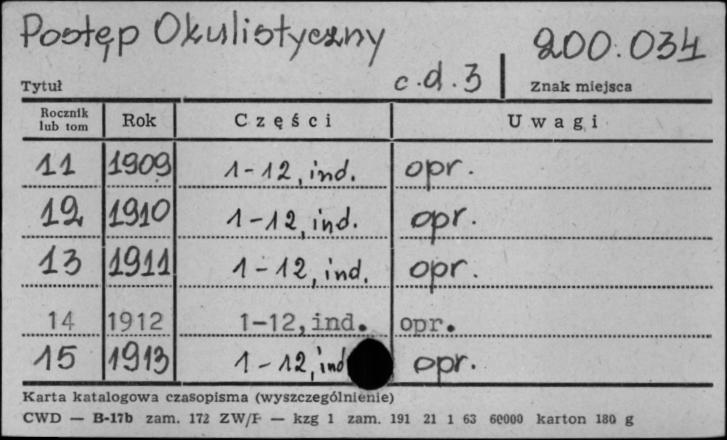 Postęp Okulistyczny 200.034
Tytuł c.d.3 Znak miejsca
Rocznik lub tom Rok Części Uwagi
11 1909 1-12, ind. opr.
12 1910 1-12, ind. opr.
13 1911 1-12, ind. opr.
14 1912 1-12, ind. opr.
15 1913 1-12, ind opr.
Karta katalogowa czasopisma (wyszczególnienie)
CWD — B-17b zam. 172 ZW/F — kzg 1 zam. 191 21 1 63 60000 karton 180 g